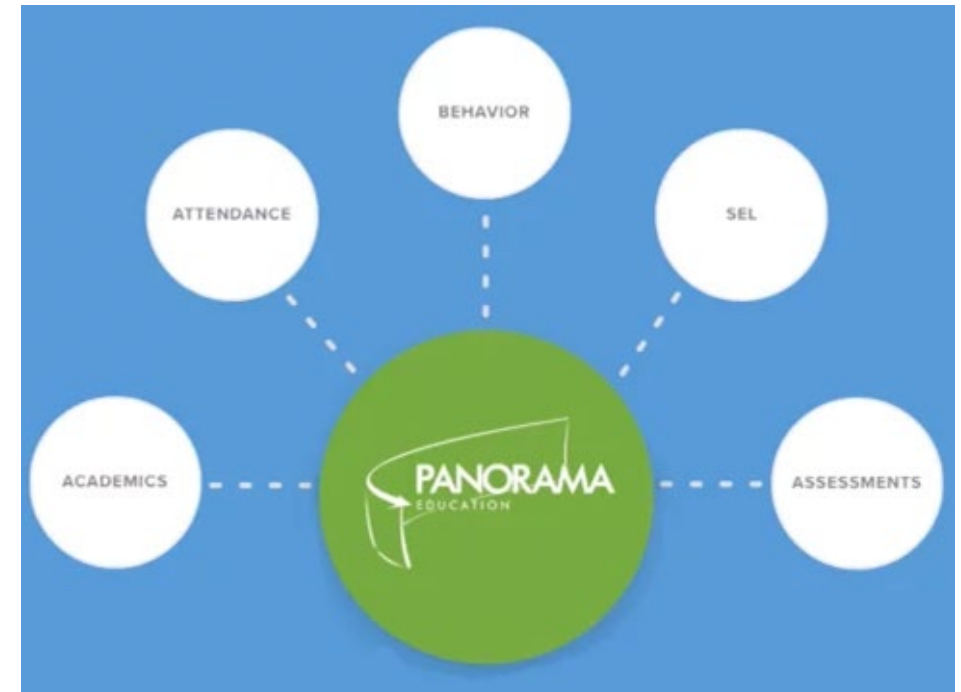 BEHAVIOR
ATTENDANCE
SEL
ACADEMICS
PANORAMA
EDUCATION
ASSESSMENTS